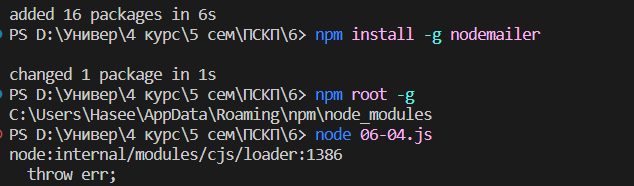 added 16 packages in 6s
PS D:\Универ\4 курс\5 сем\ПСКП\6> npm install -g nodemailer
changed 1 package in 1s
PS D:\Универ\4 курс\5 сем\ПСКП\6> npm root -g
C:\Users\Hasee\AppData\Roaming\npm\node_modules
PS D:\Универ\4 курс\5 сем\ПСКП\6> node 06-04.js
node:internal/modules/cjs/loader:1386
  throw err;